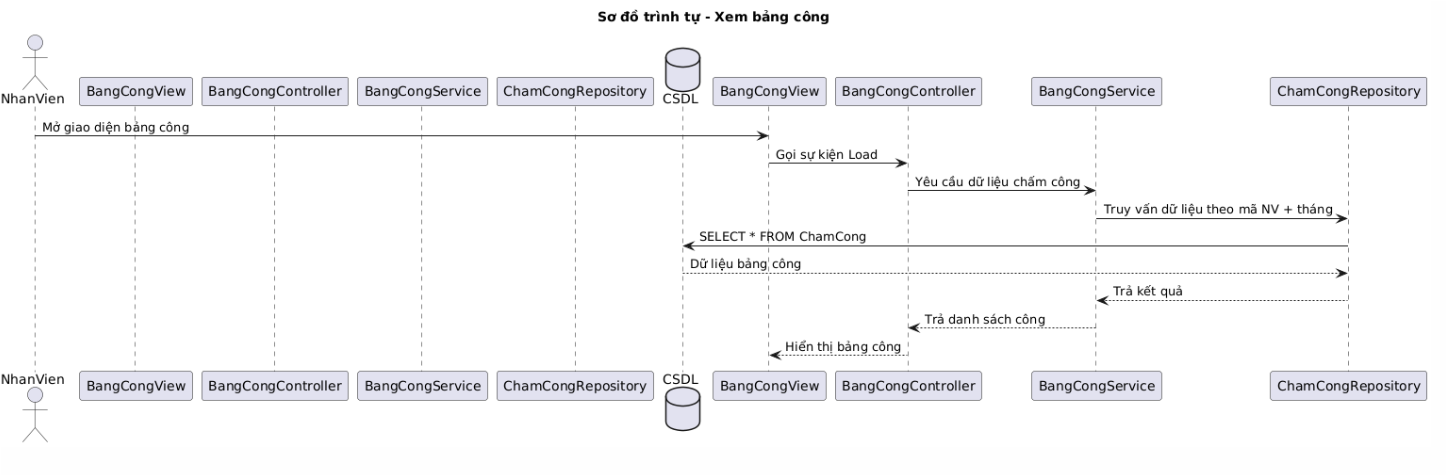 Sơ đồ trình tự - Xem bảng công
NhanVien
BangCongView
BangCongController
BangCongService
ChamCongRepository
CSDL
BangCongView
BangCongController
BangCongService
ChamCongRepository
Mở giao diện bảng công
Gọi sự kiện Load
Yêu cầu dữ liệu chấm công
Truy vấn dữ liệu theo mã NV + tháng
SELECT * FROM ChamCong
Dữ liệu bảng công
Trả kết quả
Trả danh sách công
Hiển thị bảng công
NhanVien
BangCongView
BangCongController
BangCongService
ChamCongRepository
CSDL
BangCongView
BangCongController
BangCongService
ChamCongRepository